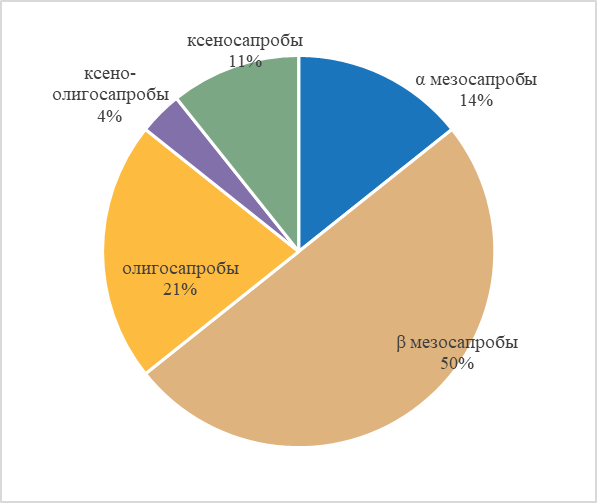 ксеносапробы
11%
ксено-
олигосапробы
4%
α мезосапробы
14%
олигосапробы
21%
β мезосапробы
50%